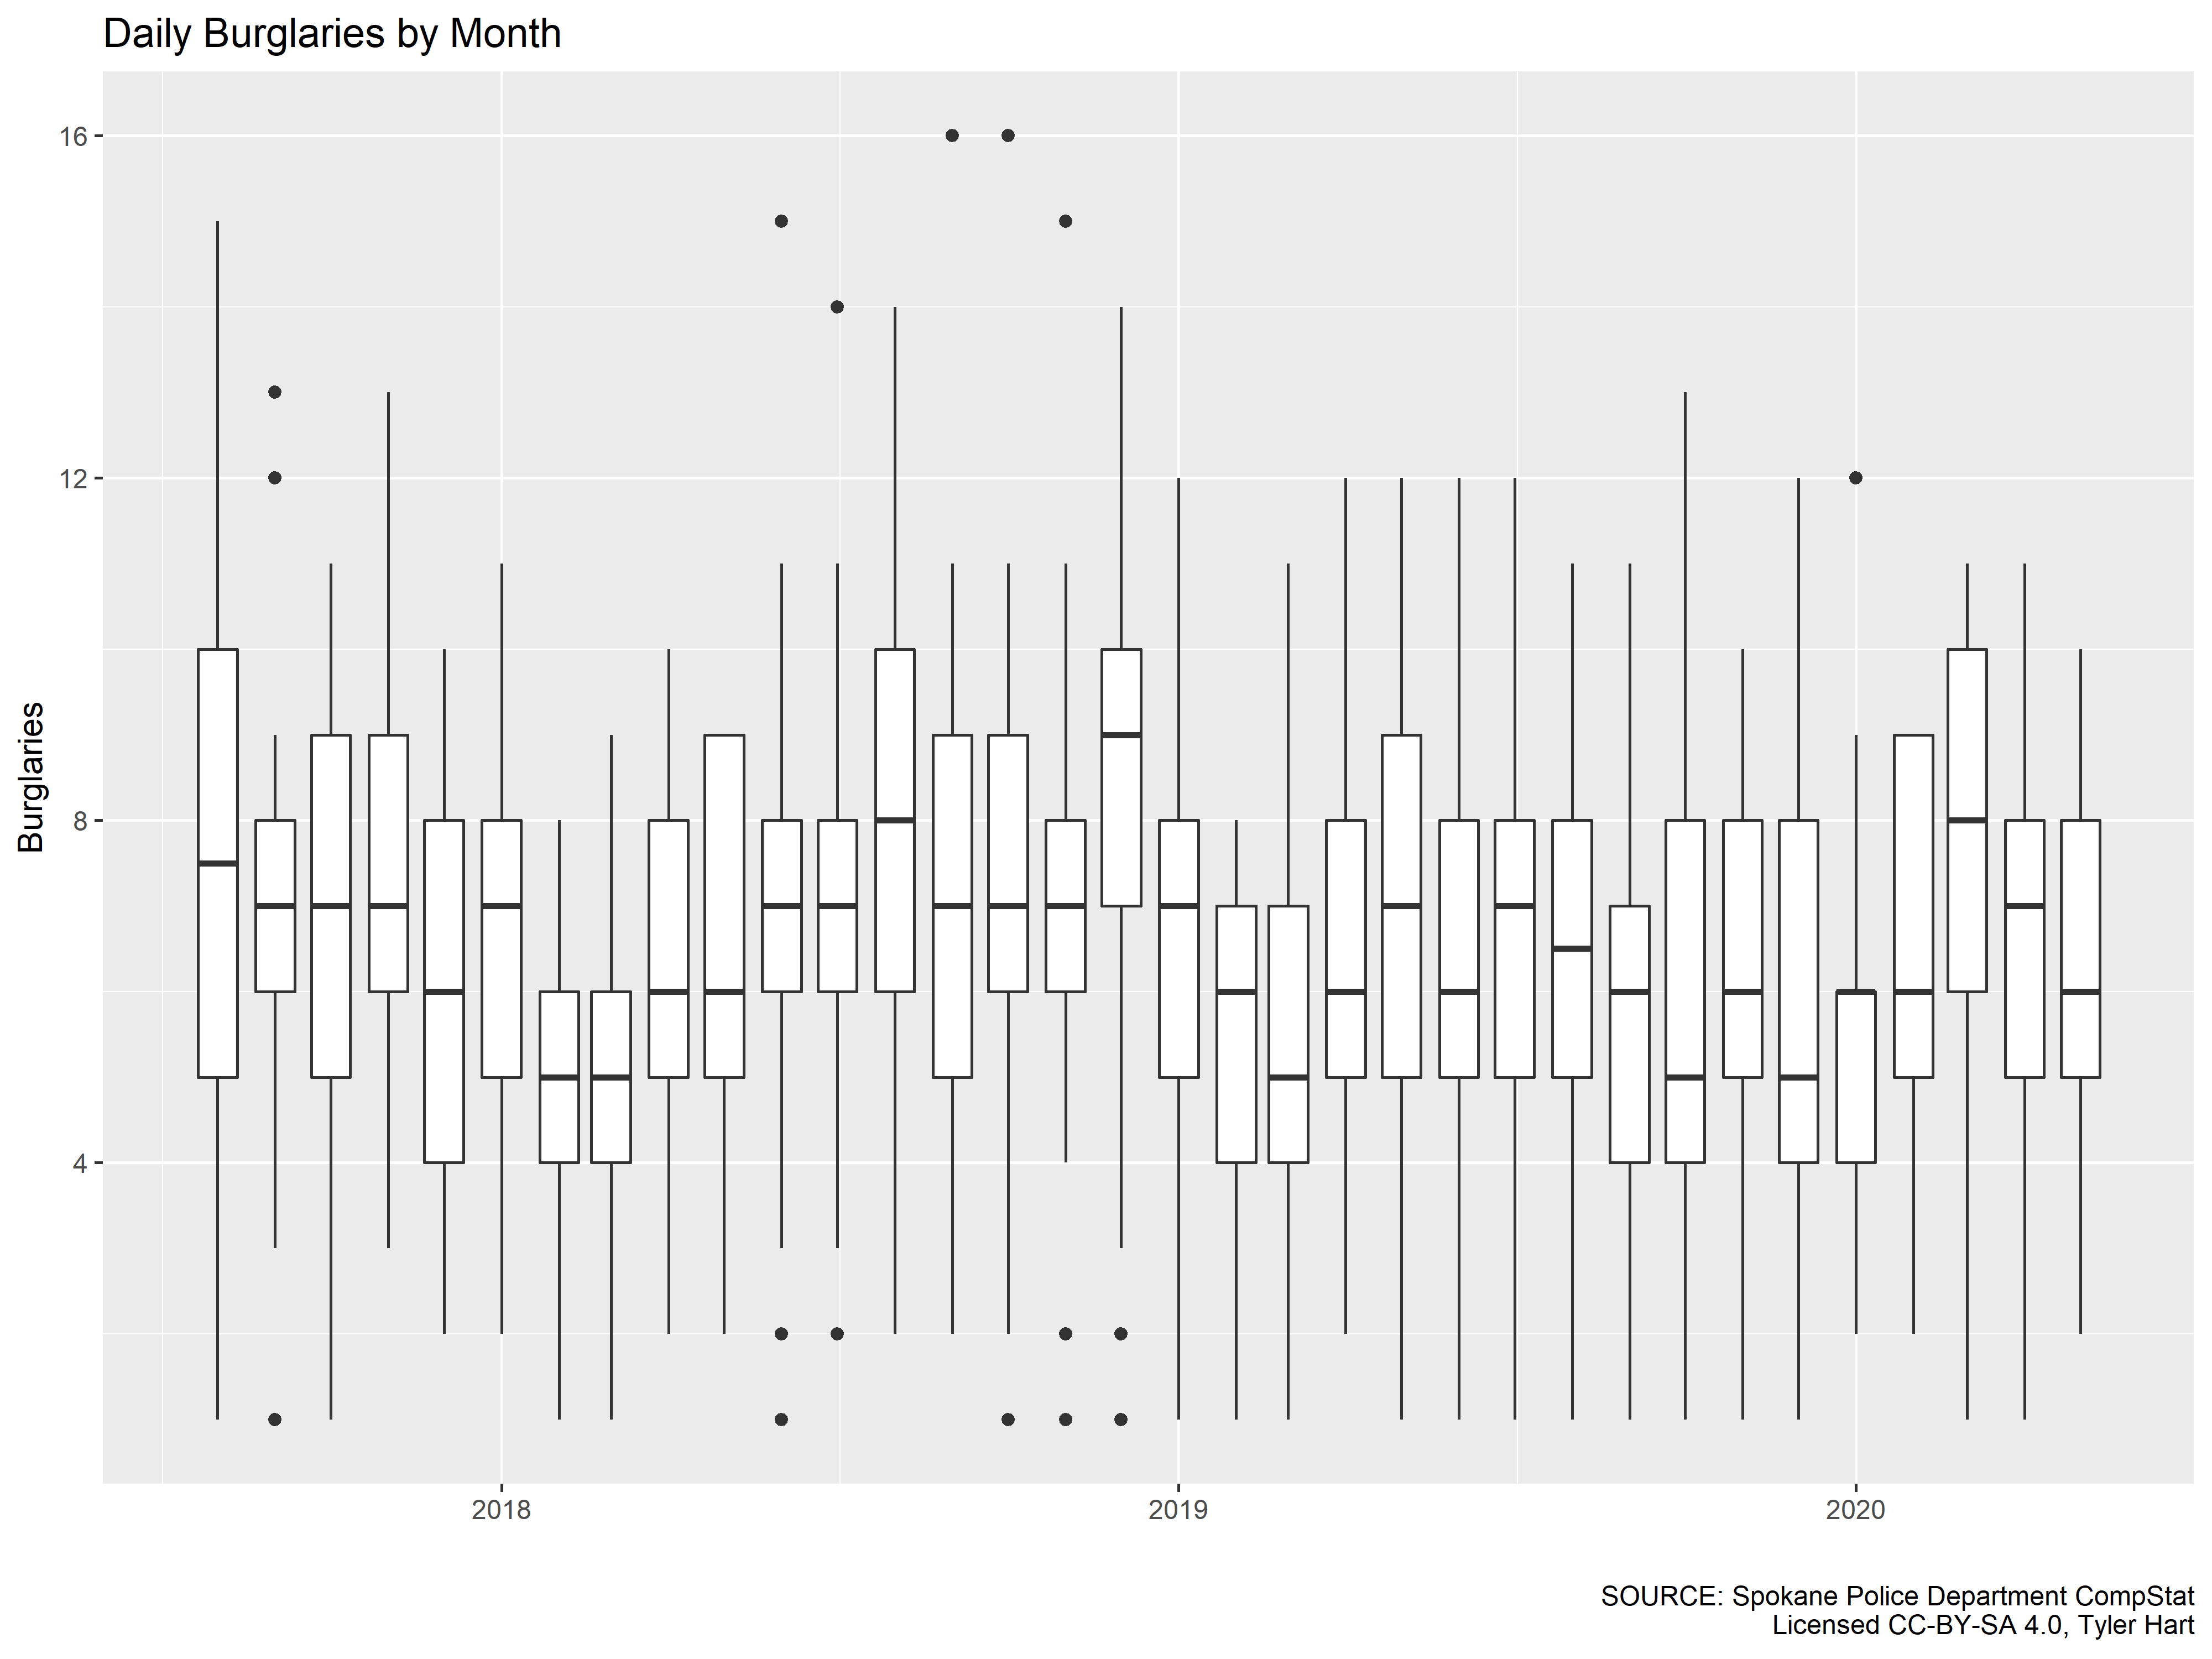 Daily Burglaries by Month
16
12
8
4
Burglaries
2018
2019
2020
SOURCE: Spokane Police Department CompStat
Licensed CC-BY-SA 4.0, Tyler Hart